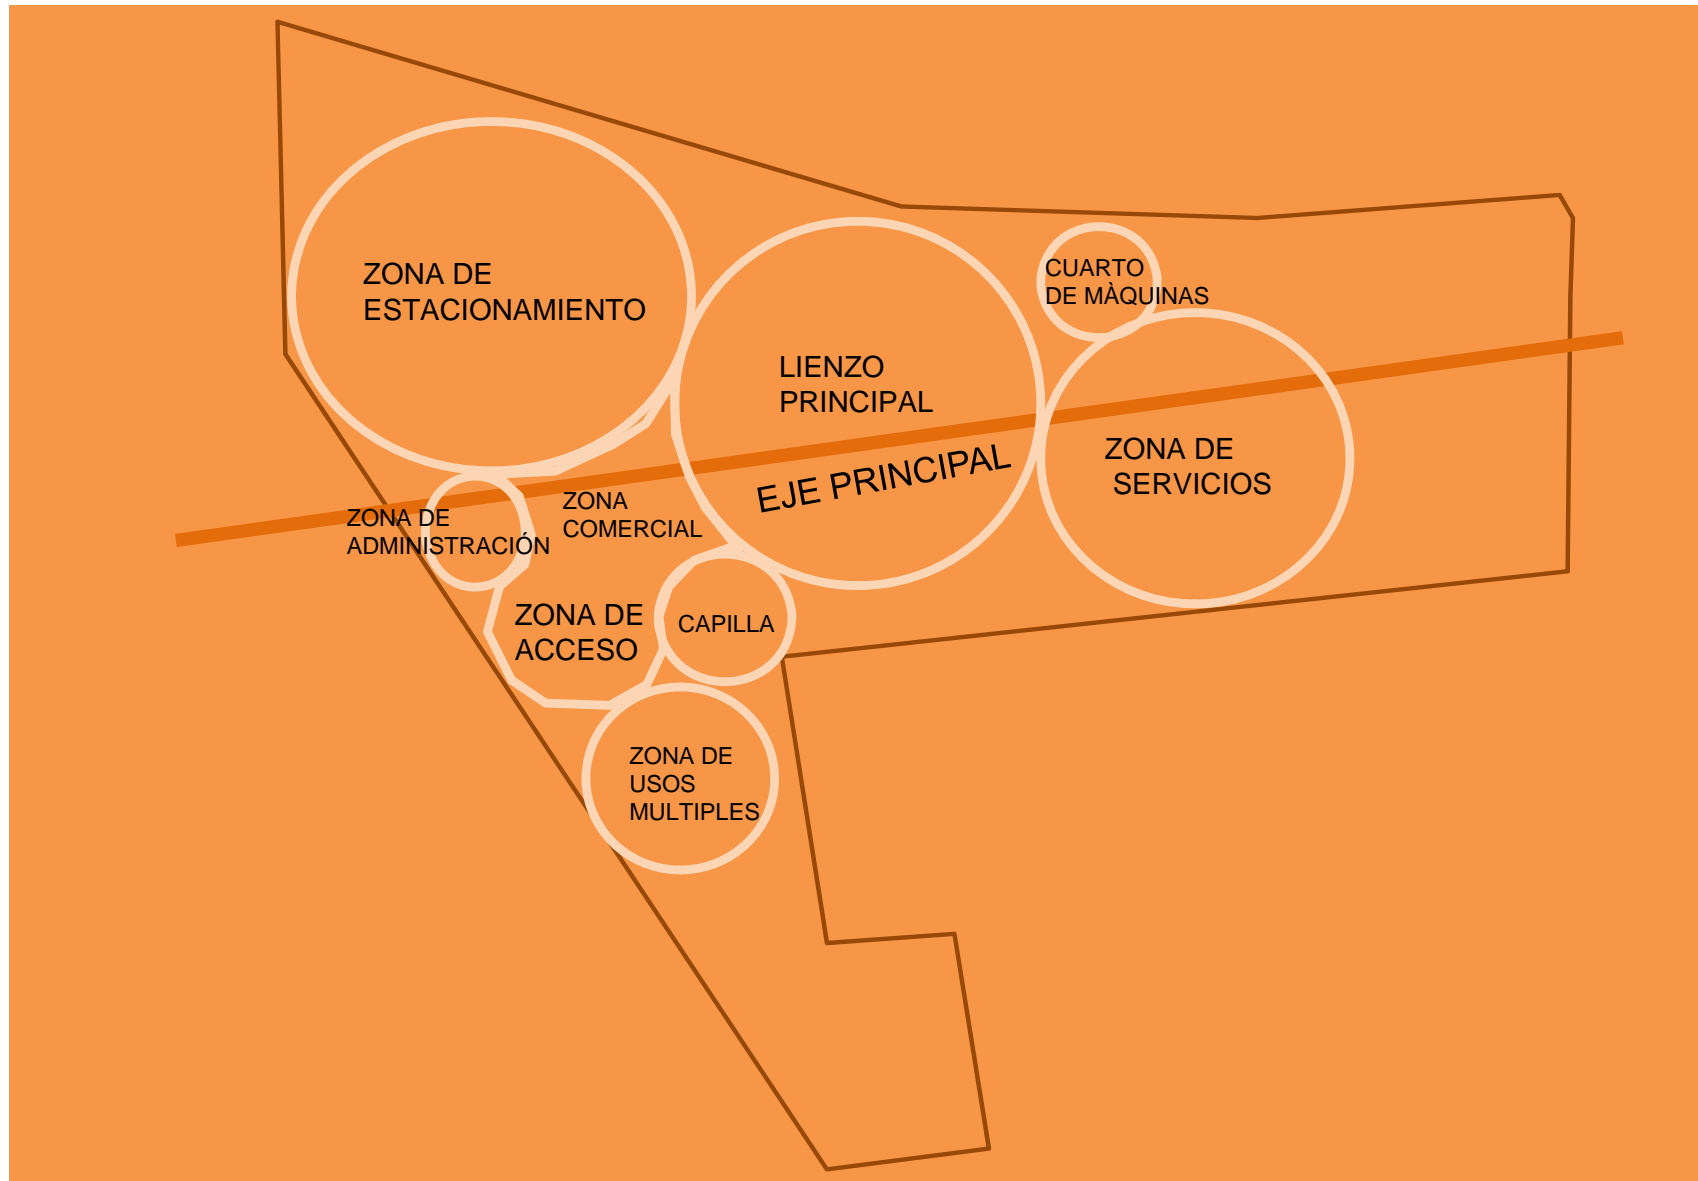 ZONA DE
ESTACIONAMIENTO
CUARTO
DE MÀQUINAS
LIENZO
PRINCIPAL
EJE PRINCIPAL
ZONA DE
SERVICIOS
ZONA DE
ADMINISTRACIÓN
ZONA
COMERCIAL
ZONA DE
ACCESO
CAPILLA
ZONA DE
USOS
MULTIPLES